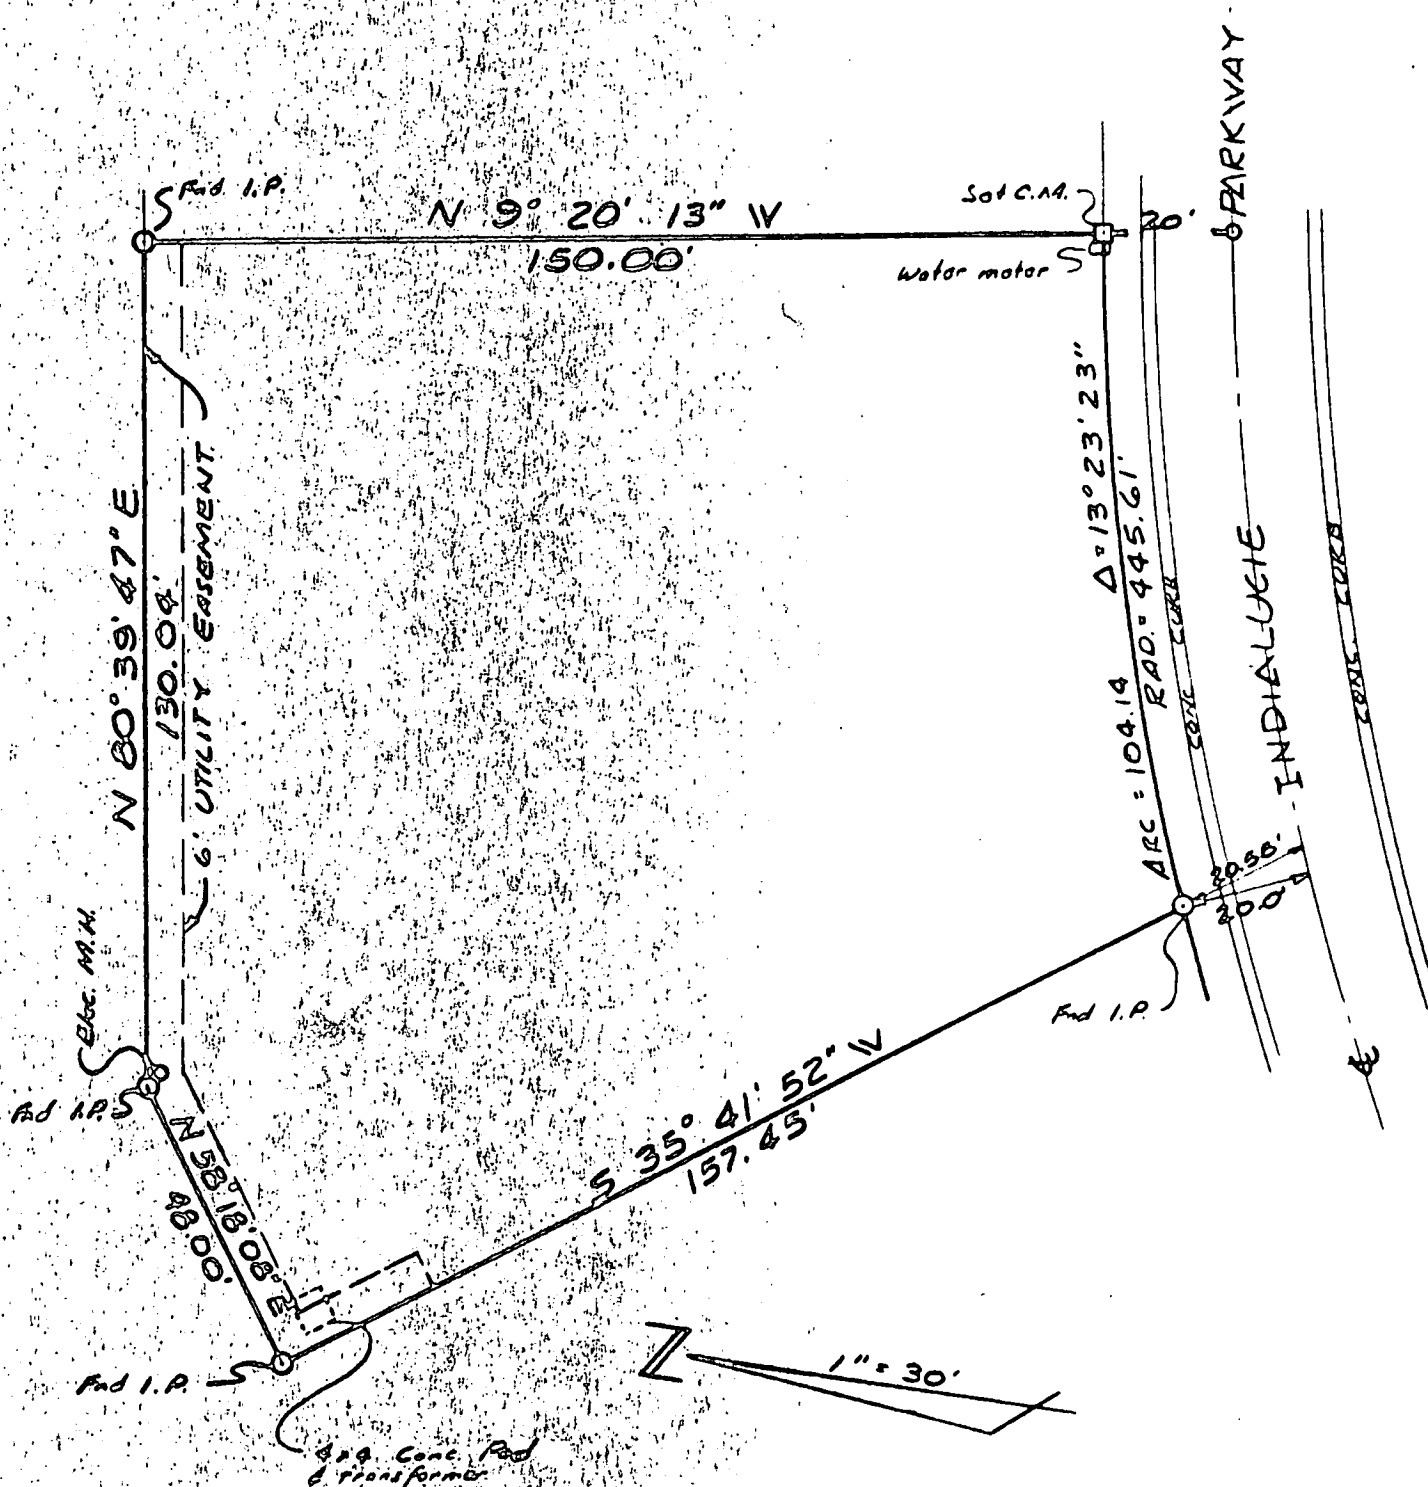 Fnd. I.P.
N 9° 20' 13" W
150.00'
Set C.M.
20'
PARKWAY
Water meter
Δ=13° 23' 23"
RAD. = 445.61'
ARC = 104.14
CONC CURB
INDIALUCIE
CONC. CURB
N 80° 39' 47" E
130.04'
6' UTILITY EASEMENT
Elec. M.H.
Fnd I.P.
20.58'
20.0'
Fnd I.P.
N 58° 18' 08" E
48.00'
S 35° 41' 52" W
157.45'
Fnd I.P.
1" = 30'
4x4 Conc. Pad
& transformer